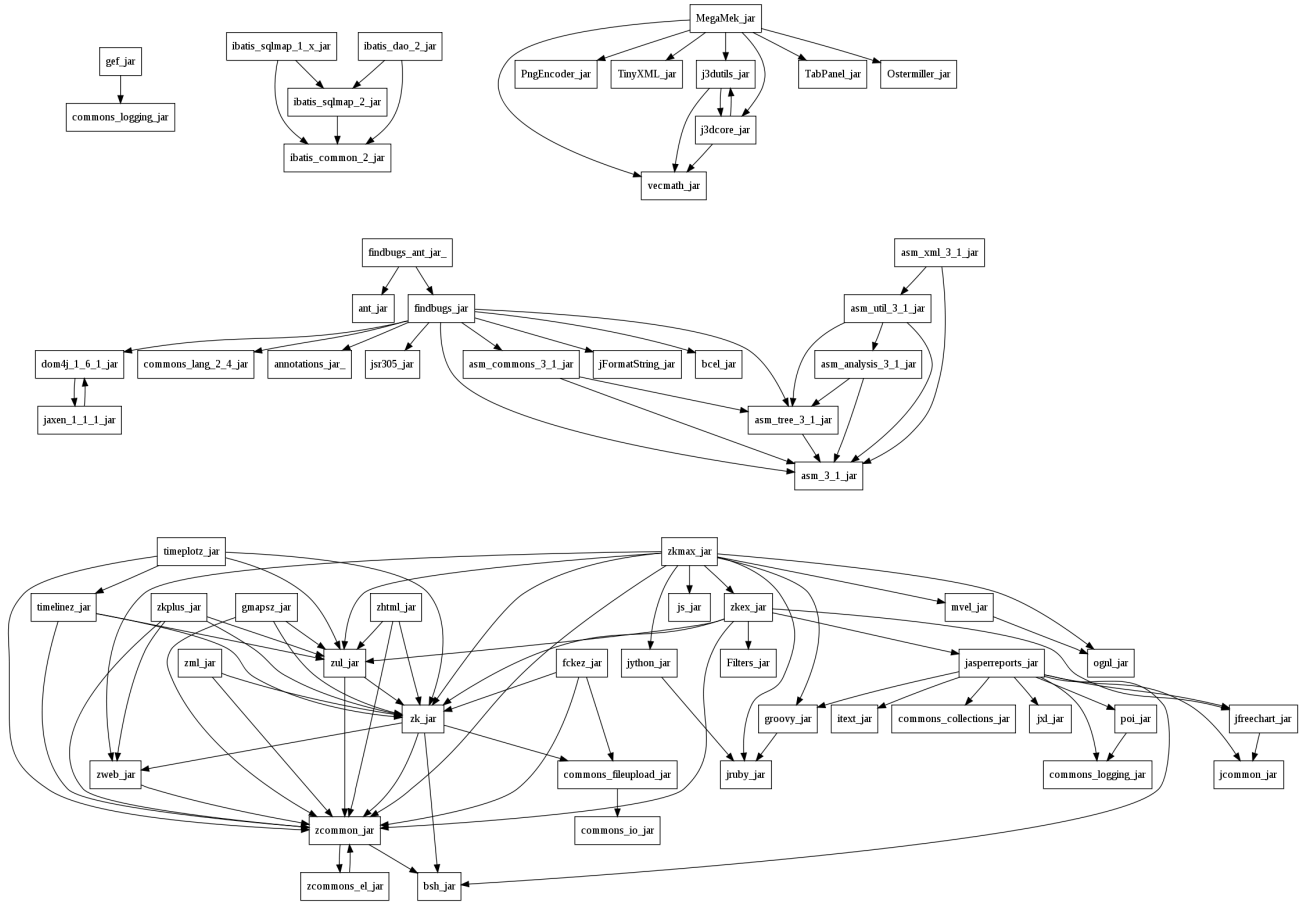 MegaMek_jar
gef_jar
ibatis_sqlmap_1_x_jar
ibatis_dao_2_jar
PngEncoder_jar
TinyXML_jar
j3dutils_jar
TabPanel_jar
Ostermiller_jar
commons_logging_jar
ibatis_sqlmap_2_jar
j3dcore_jar
ibatis_common_2_jar
vecmath_jar
findbugs_ant_jar_
asm_xml_3_1_jar
ant_jar
findbugs_jar
asm_util_3_1_jar
dom4j_1_6_1_jar
commons_lang_2_4_jar
annotations_jar_
jsr305_jar
asm_commons_3_1_jar
jFormatString_jar
bcel_jar
asm_analysis_3_1_jar
jaxen_1_1_1_jar
asm_tree_3_1_jar
asm_3_1_jar
timeplotz_jar
zkmax_jar
timelinez_jar
zkplus_jar
gmapsz_jar
zhtml_jar
js_jar
zkex_jar
mvel_jar
zml_jar
zul_jar
fckez_jar
jython_jar
Filters_jar
jasperreports_jar
ognl_jar
zk_jar
groovy_jar
itext_jar
commons_collections_jar
jxl_jar
poi_jar
jfreechart_jar
zweb_jar
commons_fileupload_jar
jruby_jar
commons_logging_jar
jcommon_jar
zcommon_jar
commons_io_jar
zcommons_el_jar
bsh_jar